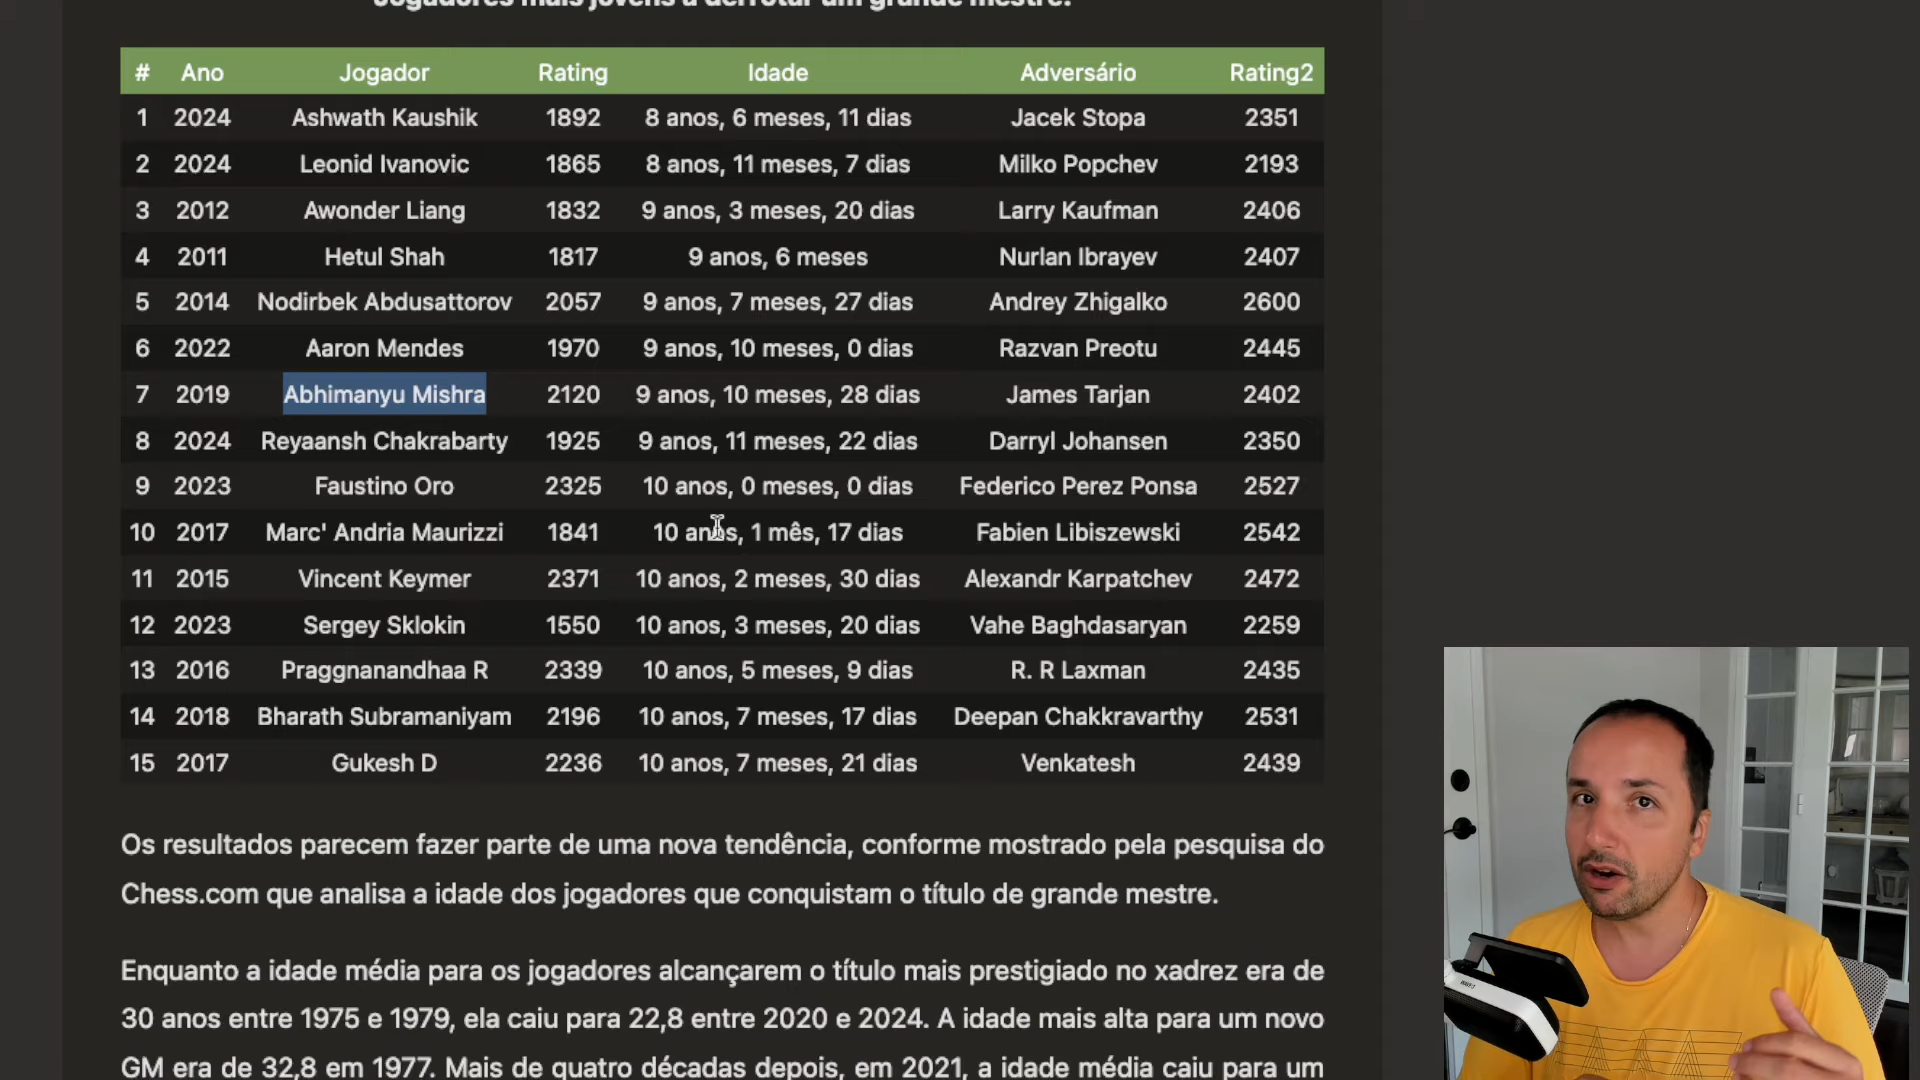 Jogadores mais jovens a derrotar um grande mestre:
# Ano Jogador Rating Idade Adversário Rating2
1 2024 Ashwath Kaushik 1892 8 anos, 6 meses, 11 dias Jacek Stopa 2351
2 2024 Leonid Ivanovic 1865 8 anos, 11 meses, 7 dias Milko Popchev 2193
3 2012 Awonder Liang 1832 9 anos, 3 meses, 20 dias Larry Kaufman 2406
4 2011 Hetul Shah 1817 9 anos, 6 meses Nurlan Ibrayev 2407
5 2014 Nodirbek Abdusattorov 2057 9 anos, 7 meses, 27 dias Andrey Zhigalko 2600
6 2022 Aaron Mendes 1970 9 anos, 10 meses, 0 dias Razvan Preotu 2445
7 2019 Abhimanyu Mishra 2120 9 anos, 10 meses, 28 dias James Tarjan 2402
8 2024 Reyaansh Chakrabarty 1925 9 anos, 11 meses, 22 dias Darryl Johansen 2350
9 2023 Faustino Oro 2325 10 anos, 0 meses, 0 dias Federico Perez Ponsa 2527
10 2017 Marc' Andria Maurizzi 1841 10 anos, 1 mês, 17 dias Fabien Libiszewski 2542
11 2015 Vincent Keymer 2371 10 anos, 2 meses, 30 dias Alexandr Karpatchev 2472
12 2023 Sergey Sklokin 1550 10 anos, 3 meses, 20 dias Vahe Baghdasaryan 2259
13 2016 Praggnanandhaa R 2339 10 anos, 5 meses, 9 dias R. R Laxman 2435
14 2018 Bharath Subramaniyam 2196 10 anos, 7 meses, 17 dias Deepan Chakkravarthy 2531
15 2017 Gukesh D 2236 10 anos, 7 meses, 21 dias Venkatesh 2439
Os resultados parecem fazer parte de uma nova tendência, conforme mostrado pela pesquisa do
Chess.com que analisa a idade dos jogadores que conquistam o título de grande mestre.
Enquanto a idade média para os jogadores alcançarem o título mais prestigiado no xadrez era de
30 anos entre 1975 e 1979, ela caiu para 22,8 entre 2020 e 2024. A idade mais alta para um novo
GM era de 32,8 em 1977. Mais de quatro décadas depois, em 2021, a idade média caiu para um